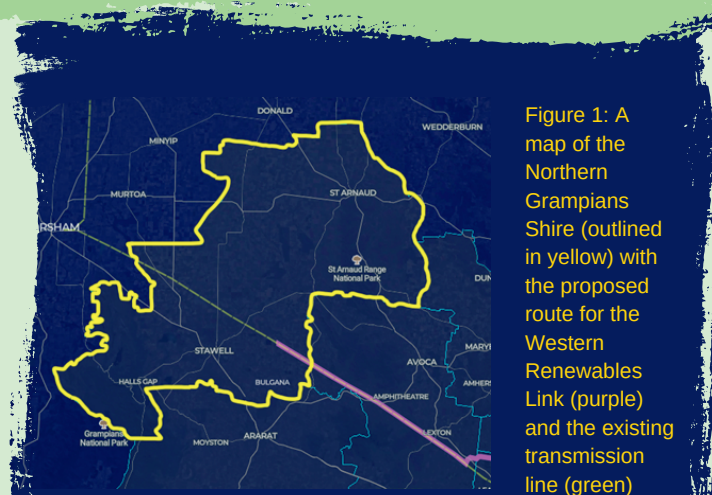 DONALD
WEDDERBURN
MINYIP
MURTOA
ST ARNAUD
RSHAM
St Arnaud Range
National Park
DUN
STAWELL
MARY
AVOCA
HALLS GAP
BULGANA
AMHERS
AMPHITHEATRE
Grampians
National Park
LEXTON
MOYSTON
ARARAT
Figure 1: A
map of the
Northern
Grampians
Shire (outlined
in yellow) with
the proposed
route for the
Western
Renewables
Link (purple)
and the existing
transmission
line (green)